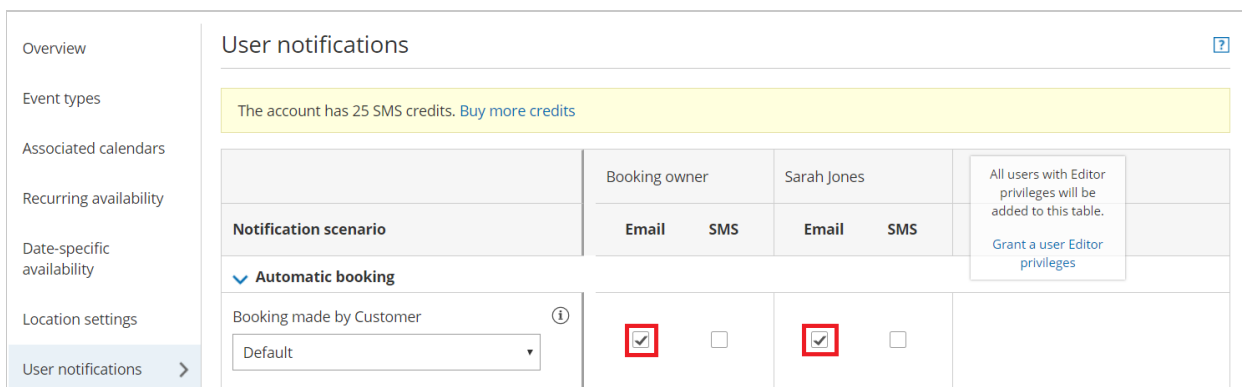 Overview
Event types
Associated calendars
Recurring availability
Date-specific
availability
Location settings
User notifications
User notifications
?
The account has 25 SMS credits. Buy more credits
Booking owner
Sarah Jones
Notification scenario
Email
SMS
Email
SMS
All users with Editor
privileges will be
added to this table.
Grant a user Editor
privileges
Automatic booking
Booking made by Customer
i
Default